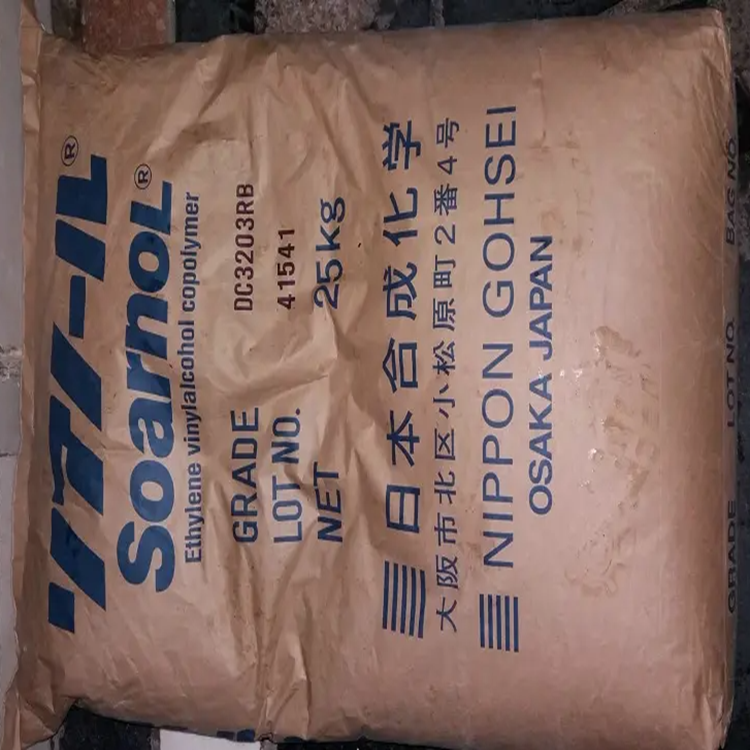 ソアノール®
SoarnoL®
Ethylene vinylalcohol copolymer
GRADE DC3203RB
LOT NO. 41541
NET 25kg
日本合成化学
大阪市北区小松原町2番4号
NIPPON GOHSEI
OSAKA JAPAN
GRADE LOT NO BAG NO